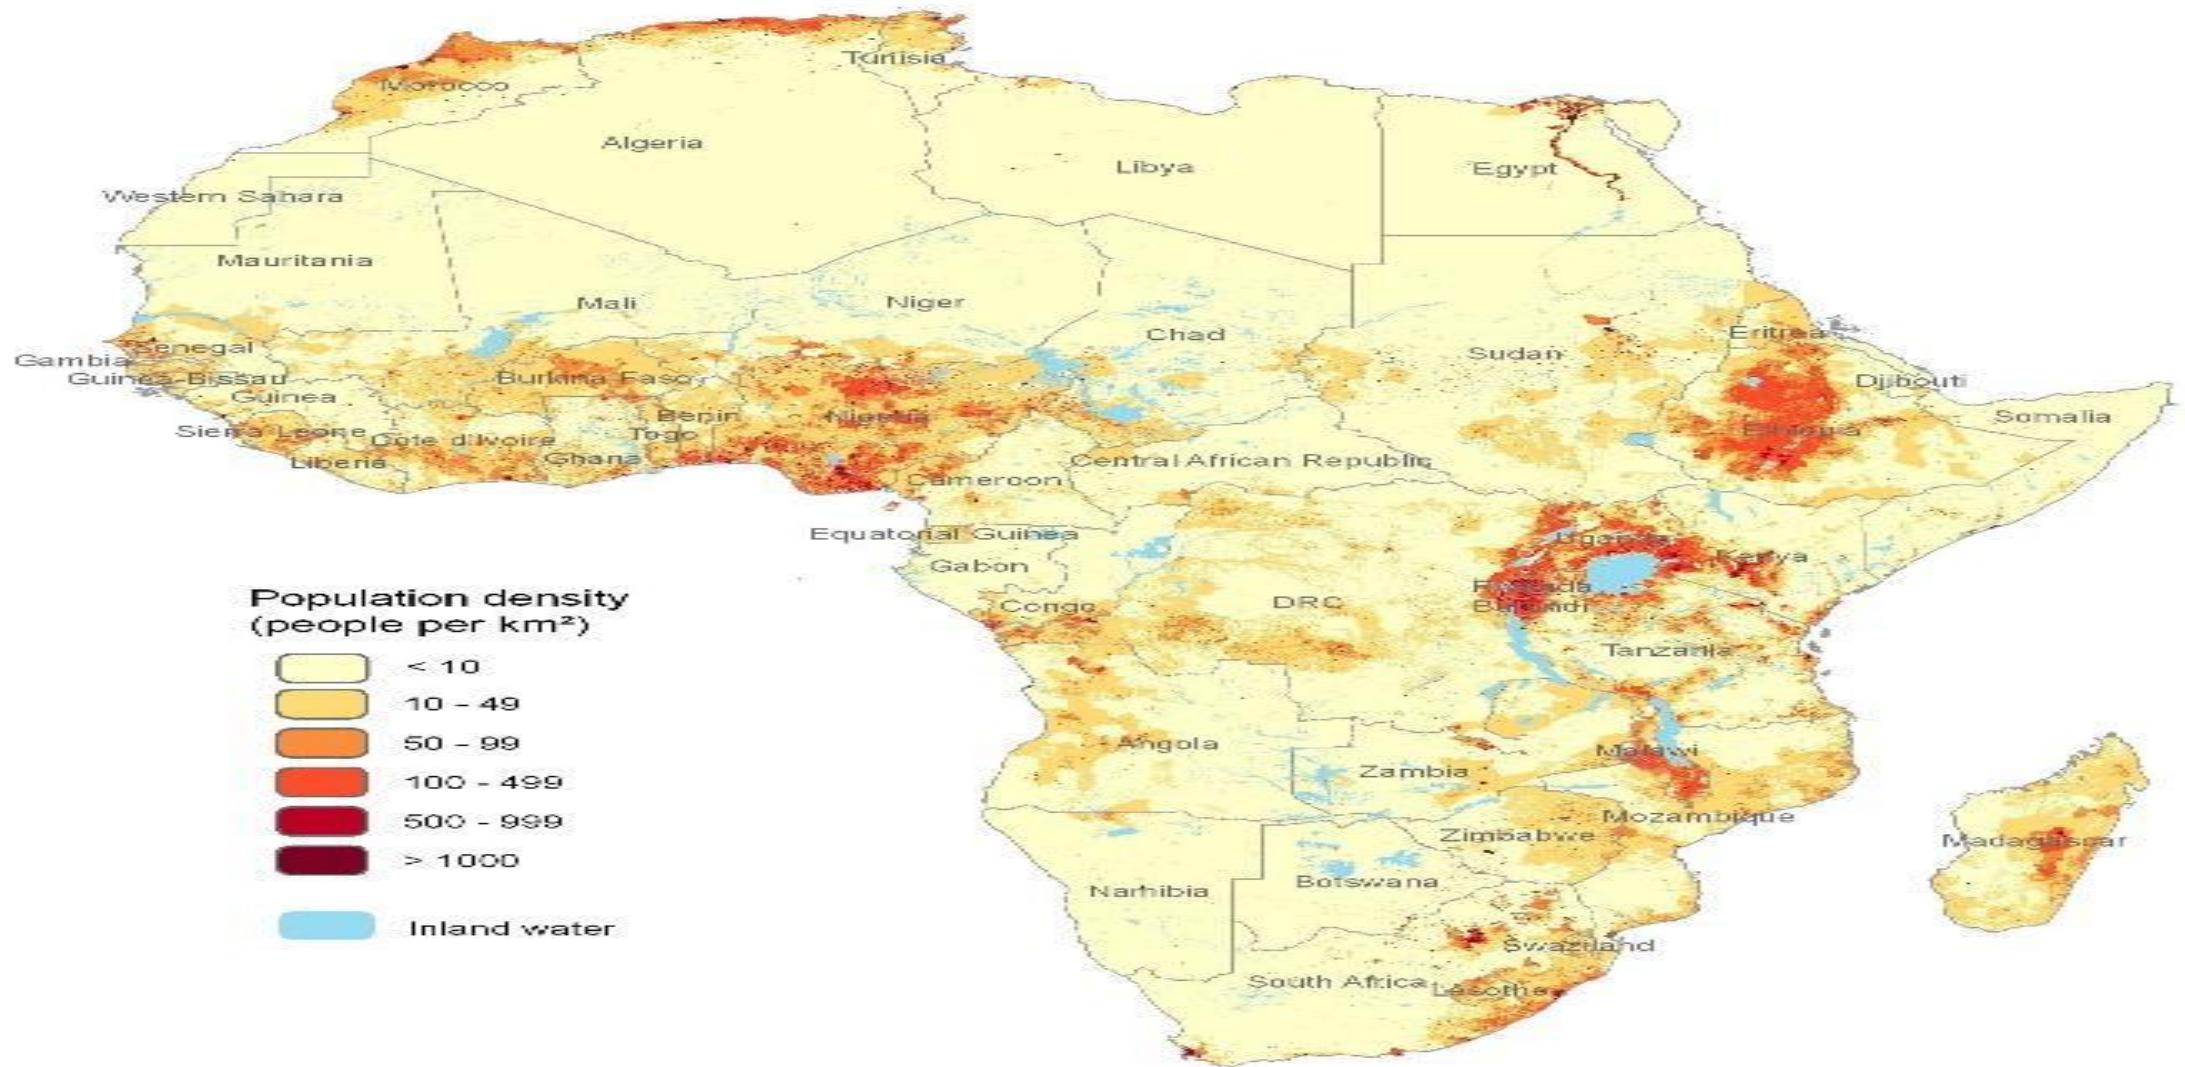 Tunisia
Morocco
Algeria
Libya
Egypt
Western Sahara
Mauritania
Mali
Niger
Chad
Sudan
Eritrea
Senegal
Gambia
Guinea-Bissau
Guinea
Burkina Faso
Djibouti
Benin
Nigeria
Somalia
Sierra Leone
Cote d'Ivoire
Togo
Ghana
Ethiopia
Liberia
Central African Republic
Cameroon
Equatorial Guinea
Uganda
Kenya
Gabon
Rwanda
Burundi
Congo
DRC
Tanzania
Angola
Malawi
Zambia
Mozambique
Zimbabwe
Madagascar
Namibia
Botswana
Swaziland
South Africa
Lesotho
Population density
(people per km²)
< 10
10 - 49
50 - 99
100 - 499
500 - 999
> 1000
Inland water